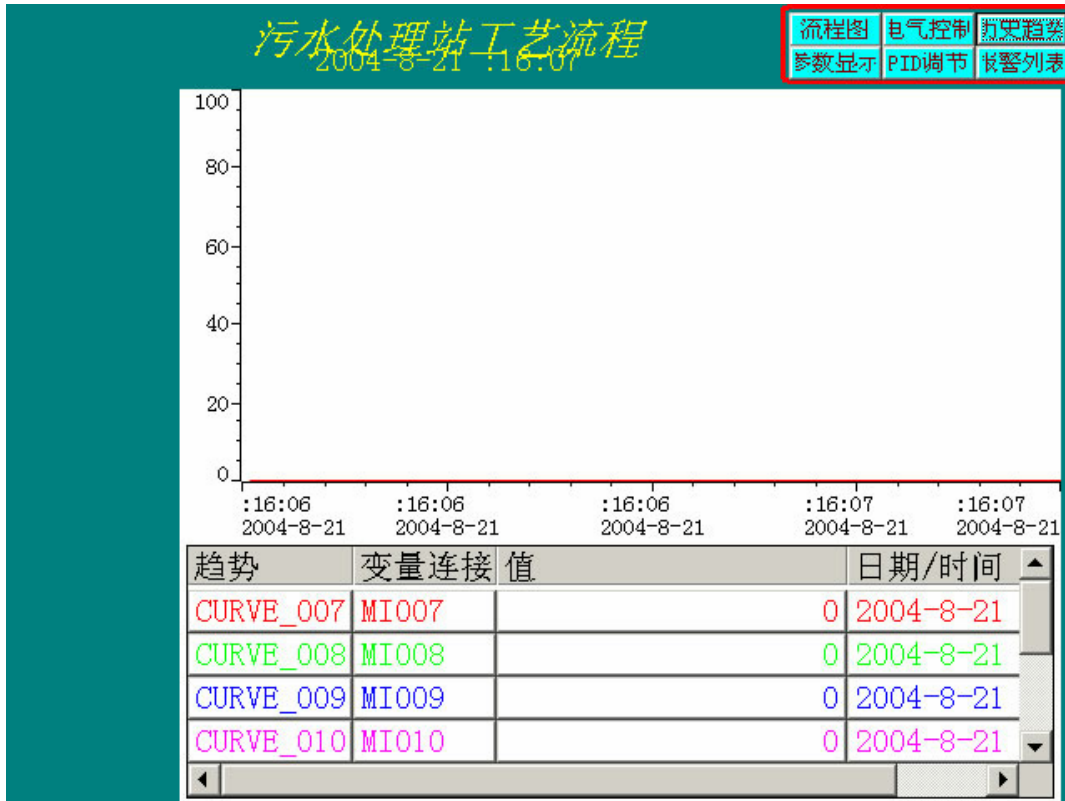 污水处理站工艺流程
2004-8-21 :16:07
流程图 电气控制 历史趋势
参数显示 PID调节 报警列表
100
80
60
40
20
0
:16:06 :16:06 :16:06 :16:07 :16:07
2004-8-21 2004-8-21 2004-8-21 2004-8-21 2004-8-21
趋势 变量连接 值 日期/时间
CURVE_007 MI007 0 2004-8-21
CURVE_008 MI008 0 2004-8-21
CURVE_009 MI009 0 2004-8-21
CURVE_010 MI010 0 2004-8-21